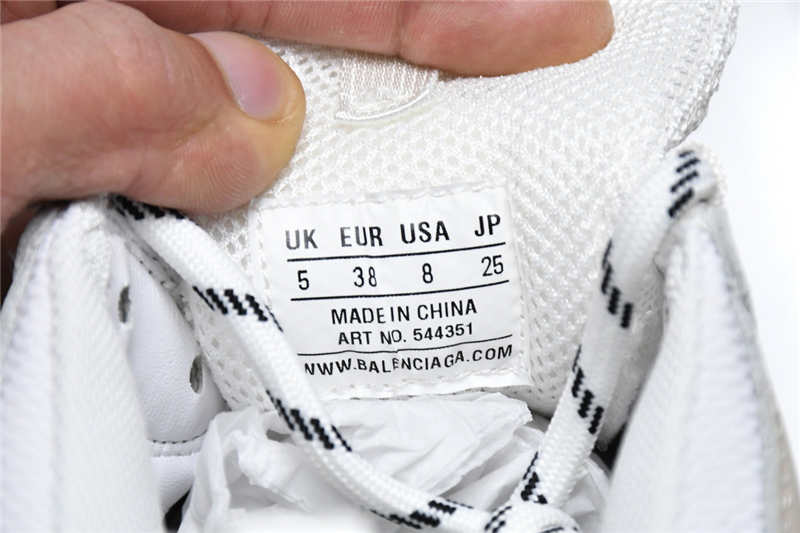 UK EUR USA JP
5 38 8 25
MADE IN CHINA
ART NO. 544351
WWW.BALENCIAGA.COM